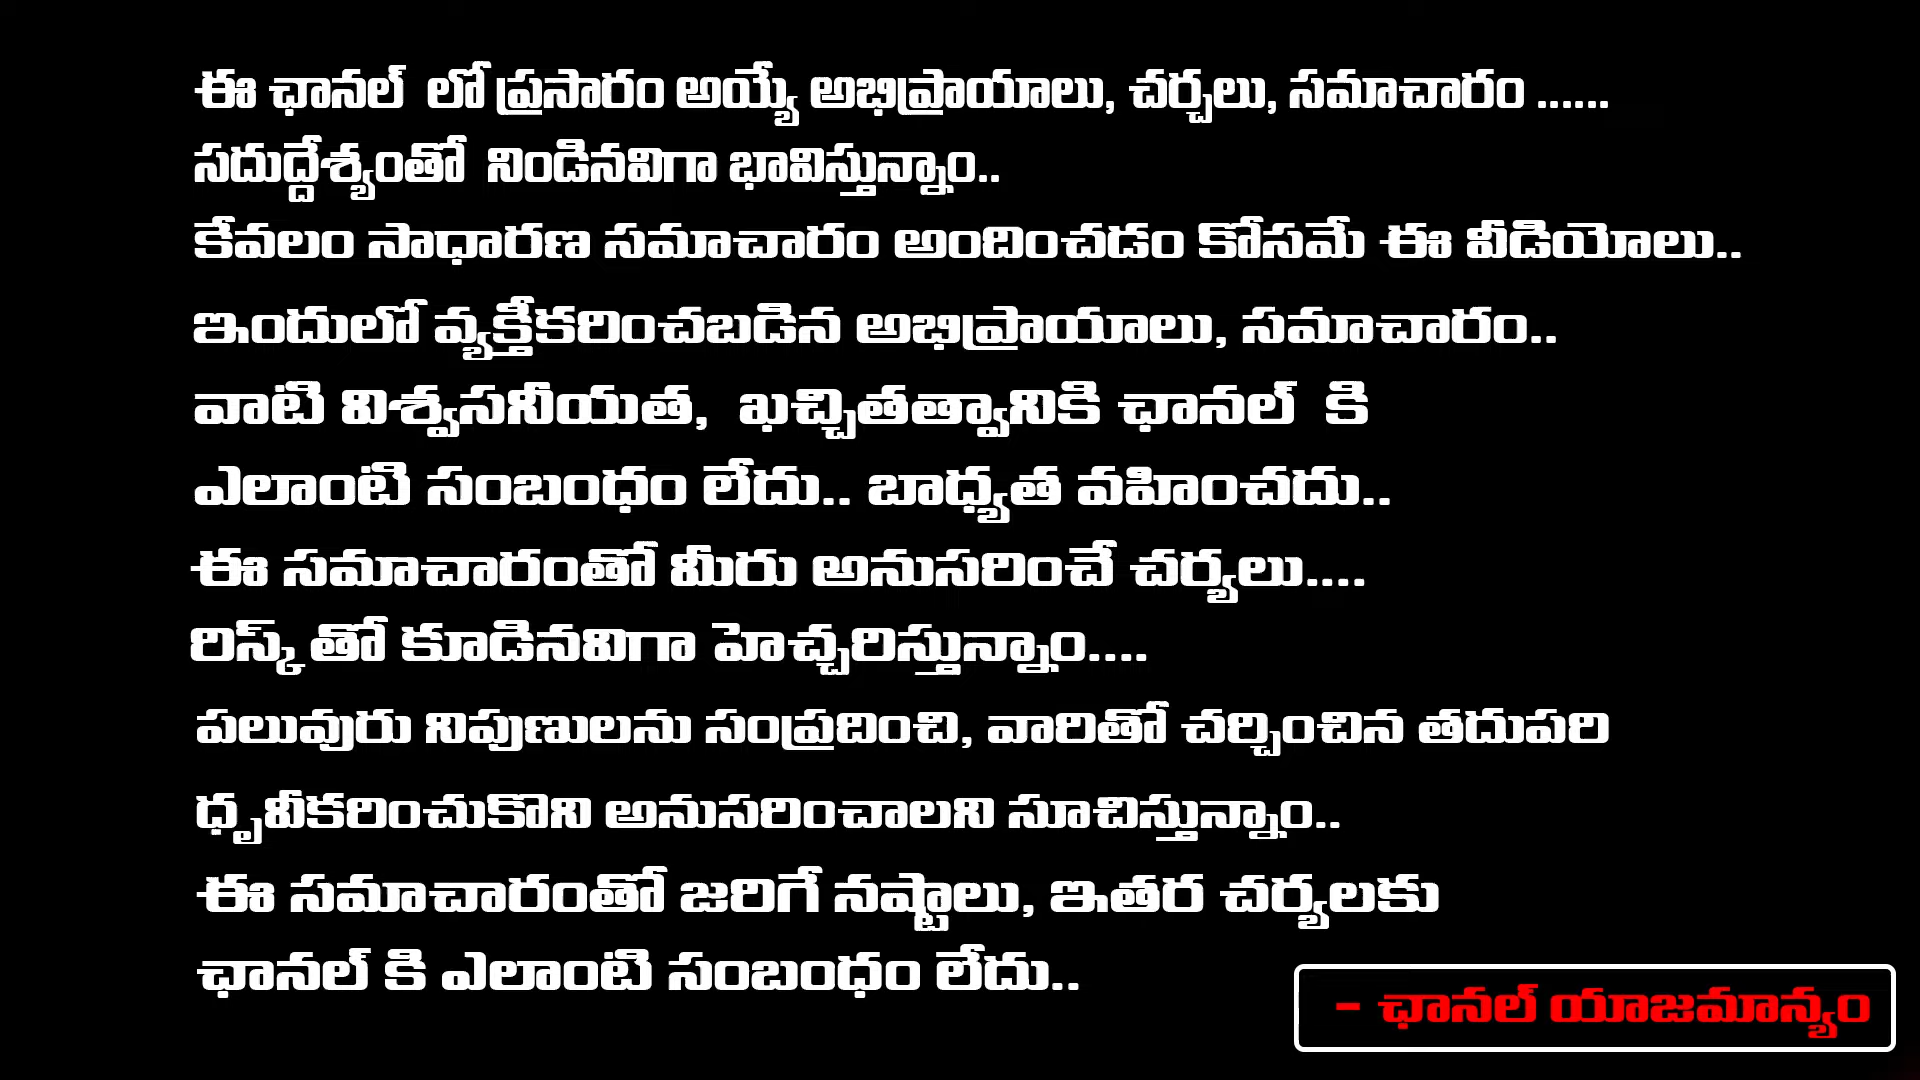 ఈ ఛానల్ లో ప్రసారం అయ్యే అభిప్రాయాలు, చర్చలు, సమాచారం ......
సదుద్దేశ్యంతో నిండినవిగా భావిస్తున్నాం..
కేవలం సాధారణ సమాచారం అందించడం కోసమే ఈ వీడియోలు..
ఇందులో వ్యక్తీకరించబడిన అభిప్రాయాలు, సమాచారం..
వాటి విశ్వసనీయత, ఖచ్చితత్వానికి ఛానల్ కి
ఎలాంటి సంబంధం లేదు.. బాధ్యత వహించదు..
ఈ సమాచారంతో మీరు అనుసరించే చర్యలు....
రిస్క్ తో కూడినవిగా హెచ్చరిస్తున్నాం....
పలువురు నిపుణులను సంప్రదించి, వారితో చర్చించిన తదుపరి
ధృవీకరించుకొని అనుసరించాలని సూచిస్తున్నాం..
ఈ సమాచారంతో జరిగే నష్టాలు, ఇతర చర్యలకు
ఛానల్ కి ఎలాంటి సంబంధం లేదు..
- ఛానల్ యాజమాన్యం